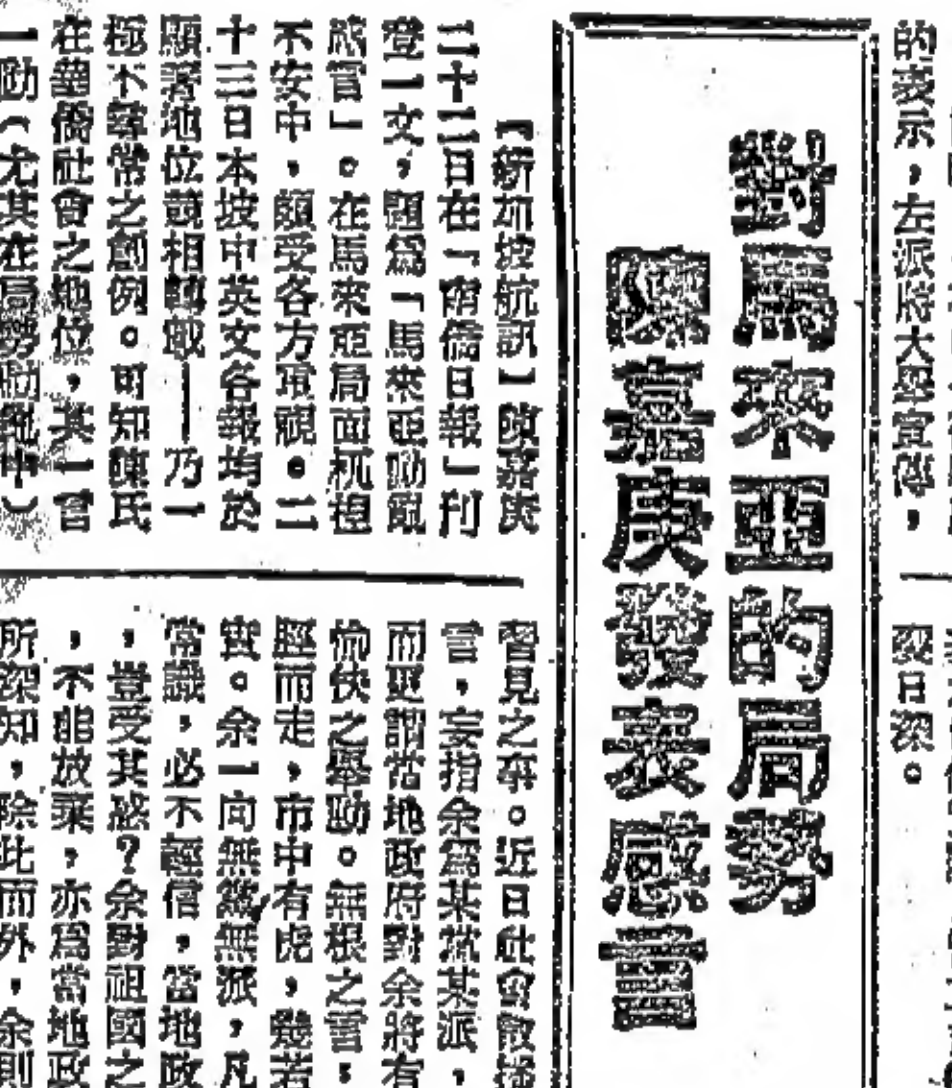 的表示，左派將大舉宣傳，
日深。
對馬來亞的局勢
陳嘉庚發表感言
【新加坡航訊】陳嘉庚
二十二日在「南僑日報」刊
登一文，題為「馬來亞動亂
感言」。在馬來亞局面杌隉
不安中，頗受各方重視。二
十三日本坡中英文各報均於
顯著地位競相轉載——乃一
極不尋常之創例。可知陳氏
在華僑社會之地位，其一言
一動（尤其在局勢動亂中）
習見之事。近日社會散播
言，妄指余為某黨某派，
而更謂當地政府對余將有
愉快之舉動。無根之言，
脛而走，市中有虎，幾若
實。余一向無黨無派，凡
常識，必不輕信。當地政
，豈受其惑？余對祖國之
，不能放棄，亦為當地政
所深知，除此而外，余則